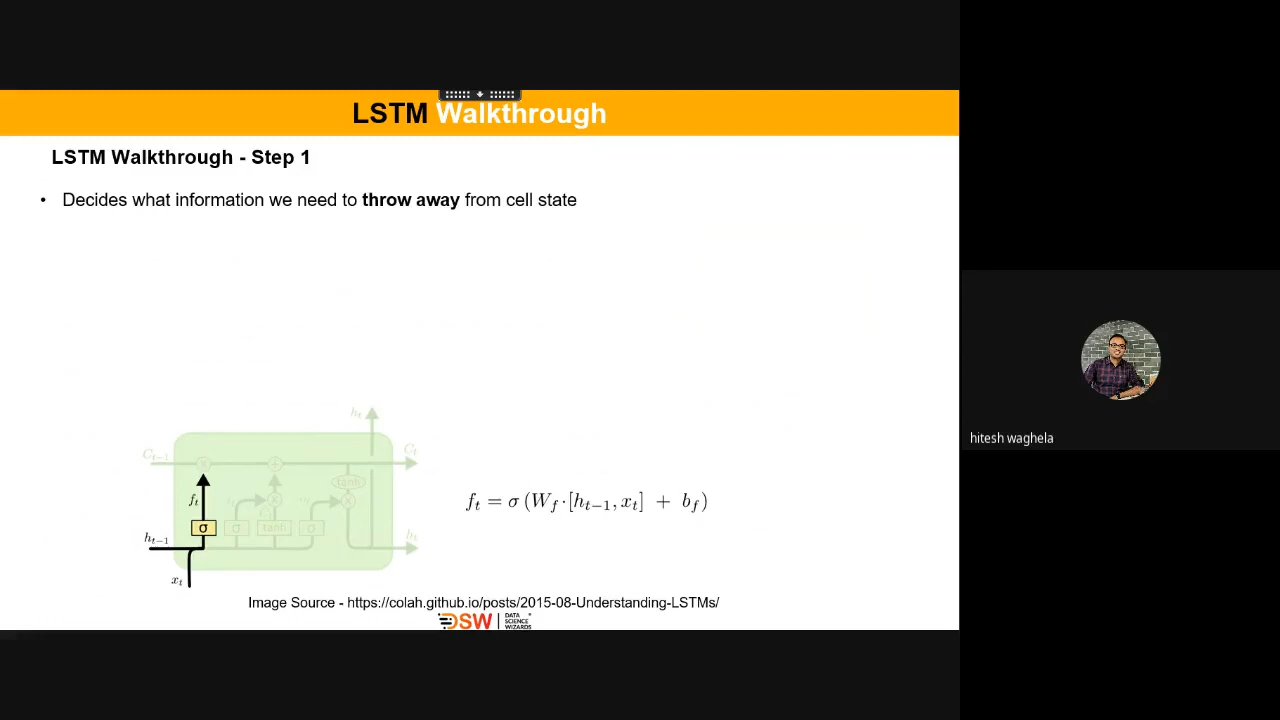 LSTM Walkthrough
LSTM Walkthrough - Step 1
• Decides what information we need to throw away from cell state
h_t
C_{t-1}
C_t
tanh
f_t
σ σ tanh σ
h_{t-1}
h_t
x_t
f_t = σ (W_f·[h_{t-1}, x_t] + b_f)
Image Source - https://colah.github.io/posts/2015-08-Understanding-LSTMs/
DSW | DATA SCIENCE WIZARDS
hitesh waghela